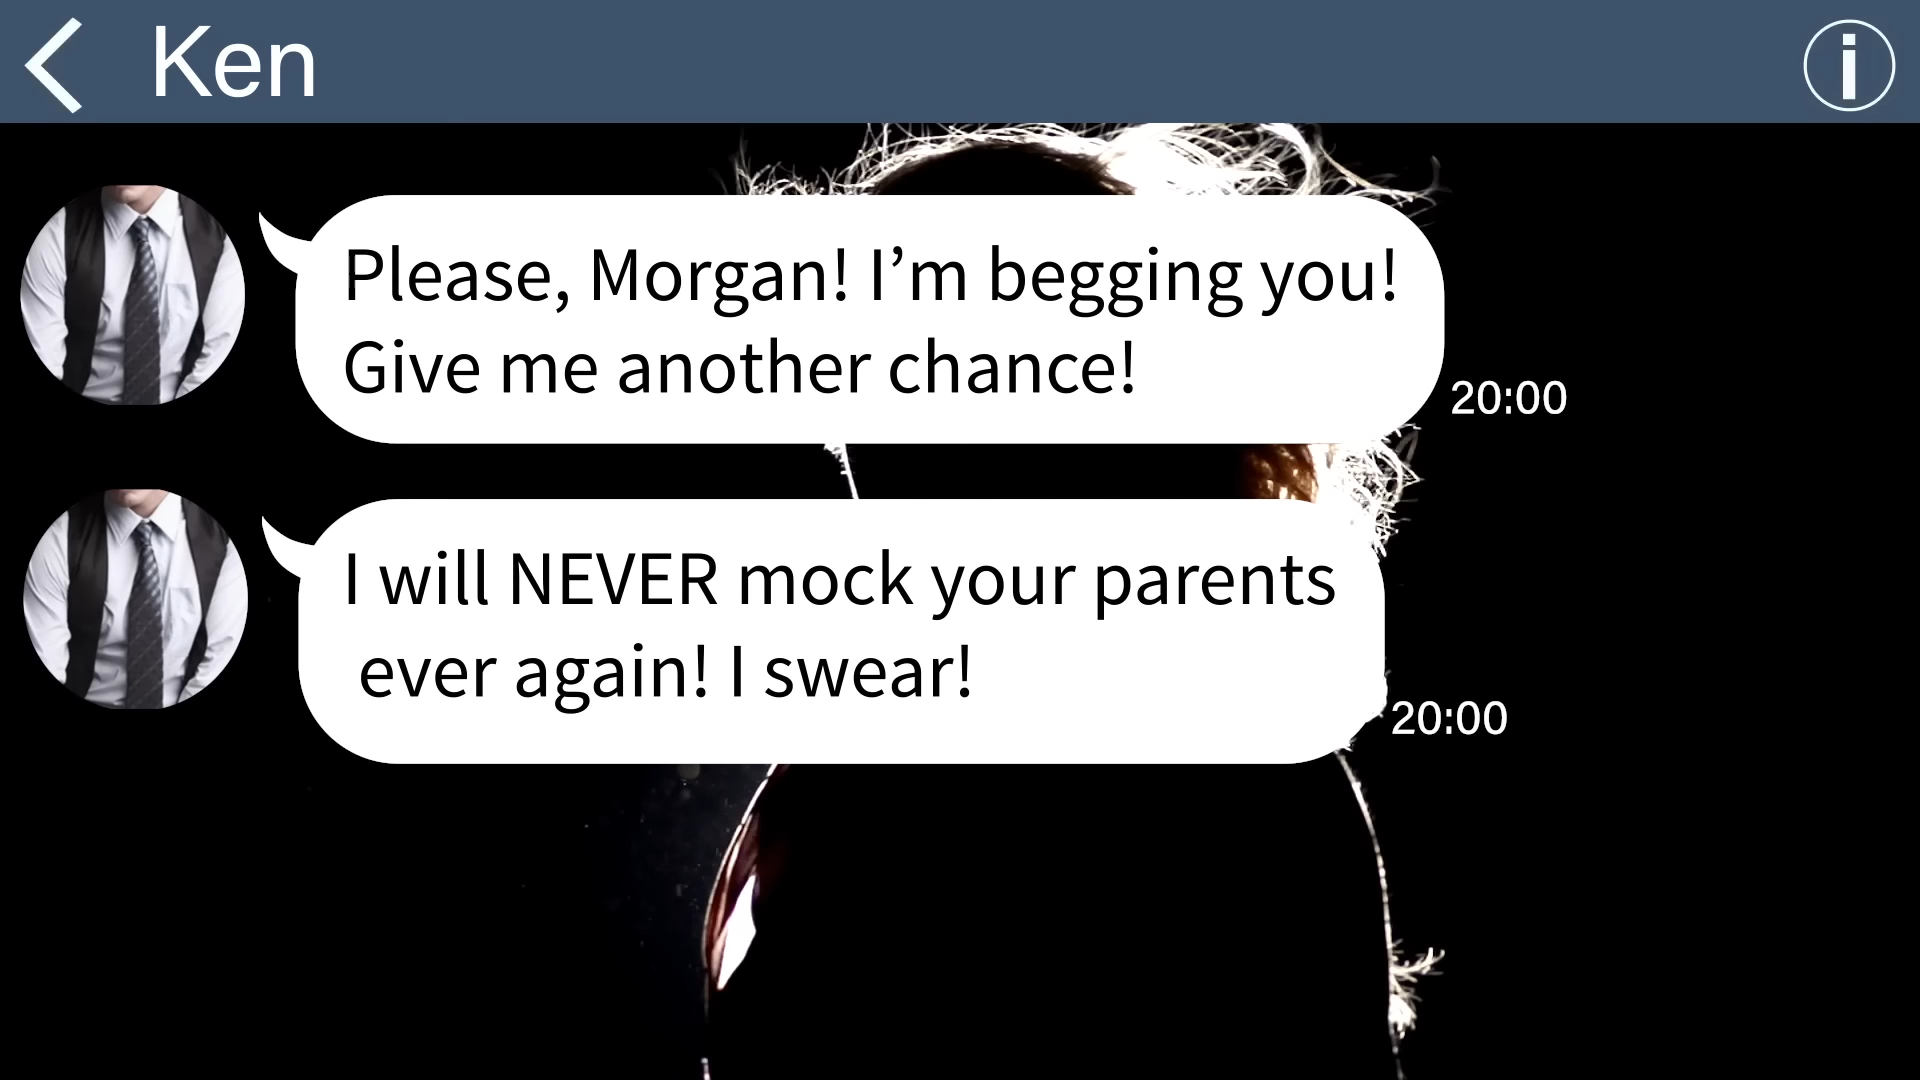 Ken
Please, Morgan! I’m begging you!
Give me another chance!
20:00
I will NEVER mock your parents
ever again! I swear!
20:00